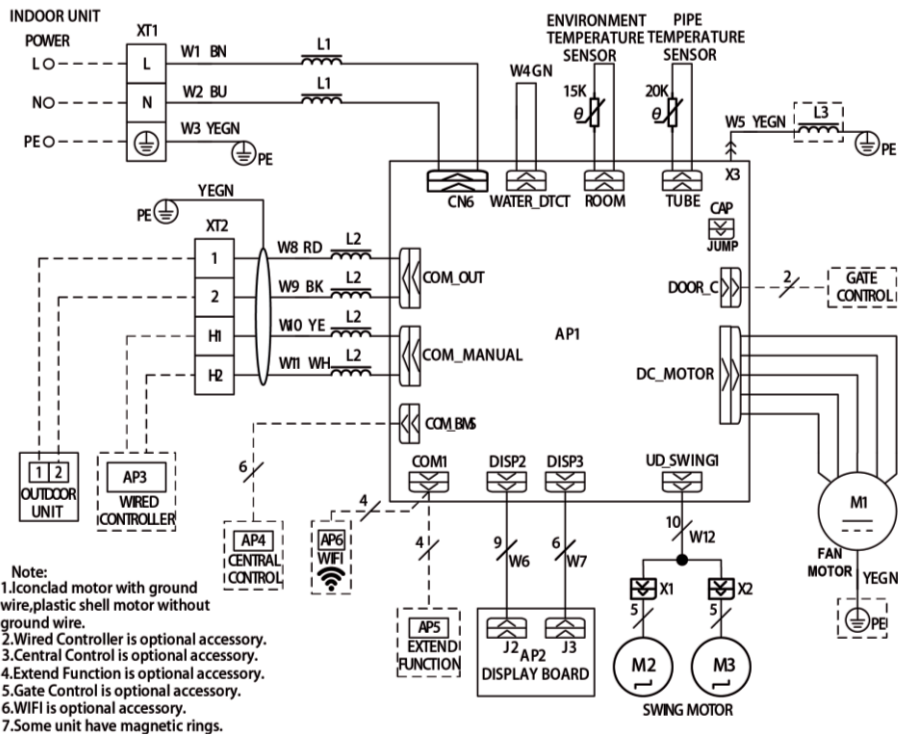 INDOOR UNIT
POWER
XT1
L
L
W1 BN
L1
N
N
W2 BU
L1
PE
W3 YEGN
PE
ENVIRONMENT
TEMPERATURE
SENSOR
PIPE
TEMPERATURE
SENSOR
W4GN
15K
θ
20K
θ
W5 YEGN
L3
PE
X3
CN6
WATER_DTCT
ROOM
TUBE
CAP
JUMP
YEGN
PE
XT2
1
W8 RD
L2
2
W9 BK
L2
COM_OUT
H1
W10 YE
L2
H2
W11 WH
L2
COM_MANUAL
COM_BMS
AP1
DOOR_C
2
GATE
CONTROL
DC_MOTOR
COM1
DISP2
DISP3
UD_SWING1
1 2
OUTDOOR
UNIT
AP3
WIRED
CONTROLLER
6
AP4
CENTRAL
CONTROL
4
AP6
WIFI
4
AP5
EXTEND
FUNCTION
9
W6
6
W7
J2
J3
AP2
DISPLAY BOARD
10
W12
X1
X2
5
5
M2
M3
SWING MOTOR
M1
FAN
MOTOR
YEGN
PE
Note:
1.Iconclad motor with ground
wire,plastic shell motor without
ground wire.
2.Wired Controller is optional accessory.
3.Central Control is optional accessory.
4.Extend Function is optional accessory.
5.Gate Control is optional accessory.
6.WIFI is optional accessory.
7.Some unit have magnetic rings.